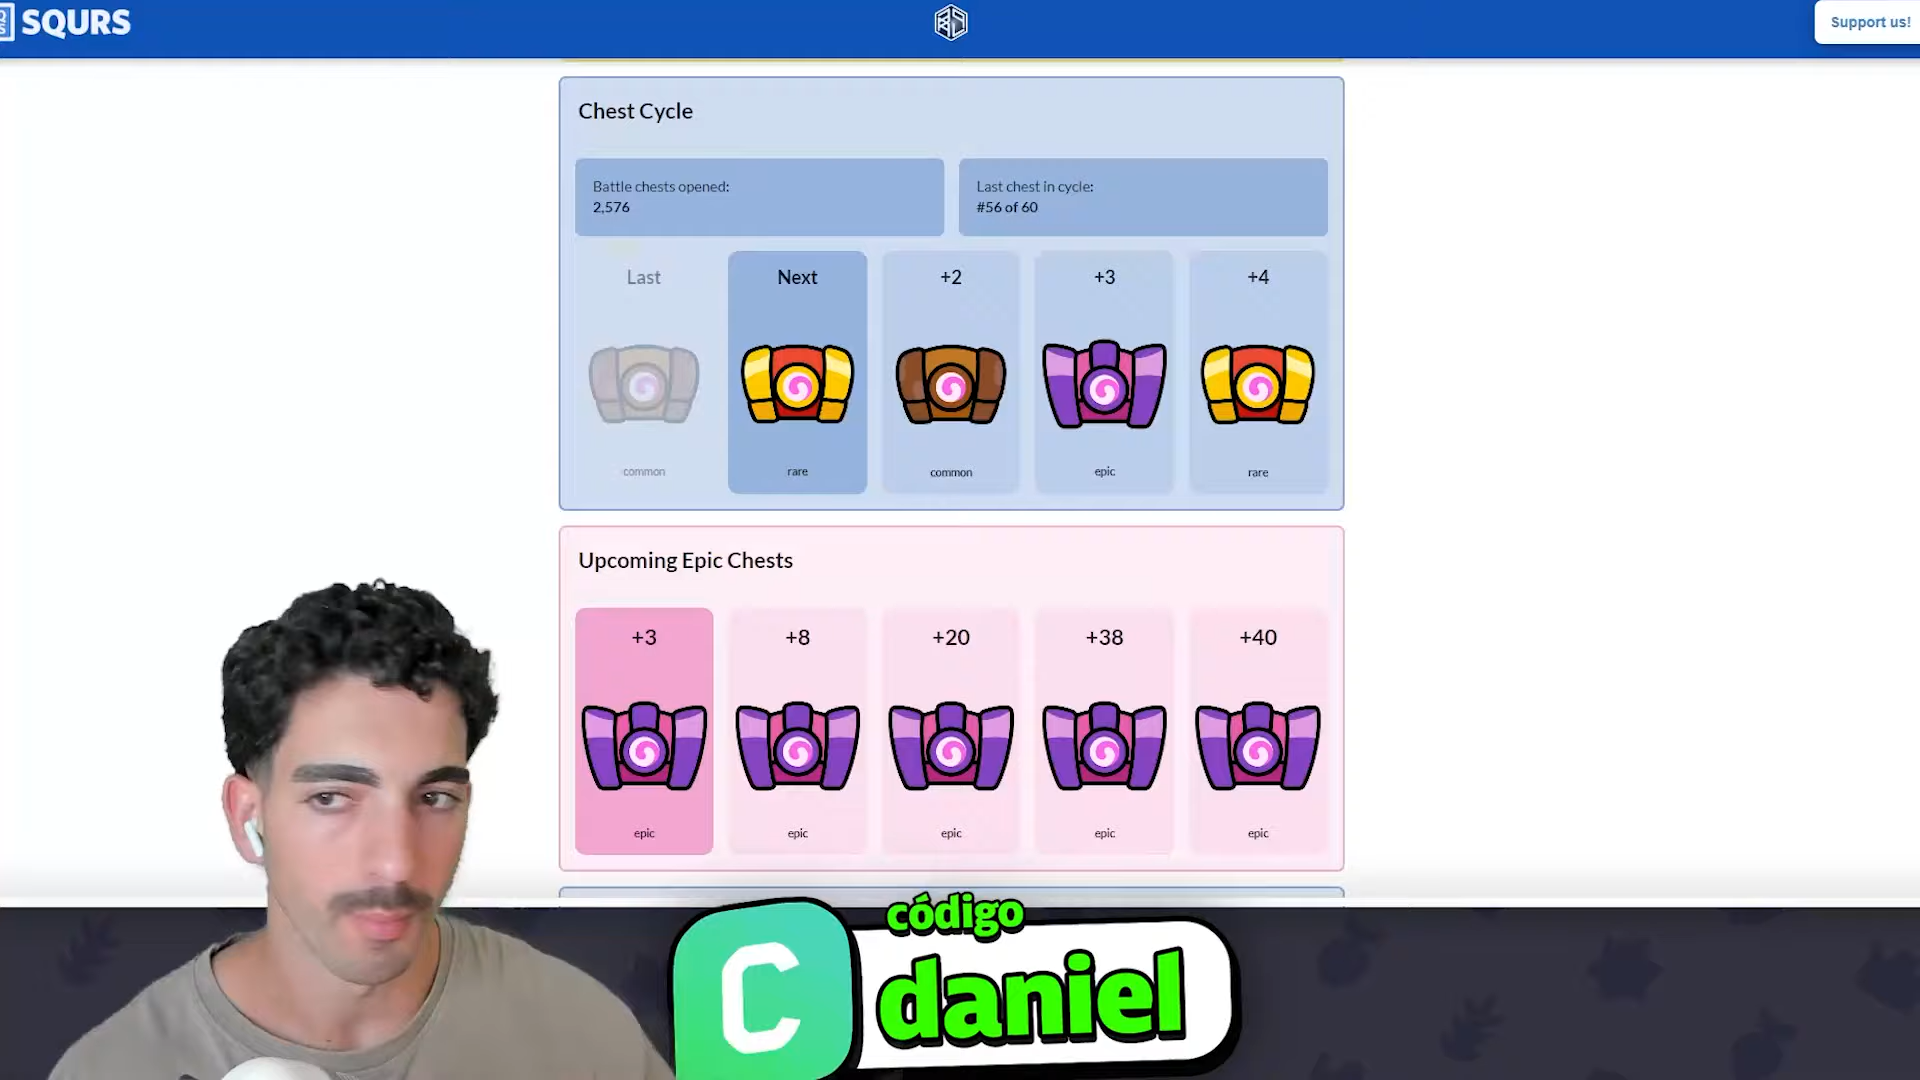 SQURS
Support us!
Chest Cycle
Battle chests opened:
2,576
Last chest in cycle:
#56 of 60
Last
Next
+2
+3
+4
common
rare
common
epic
rare
Upcoming Epic Chests
+3
+8
+20
+38
+40
epic
epic
epic
epic
epic
código
C daniel